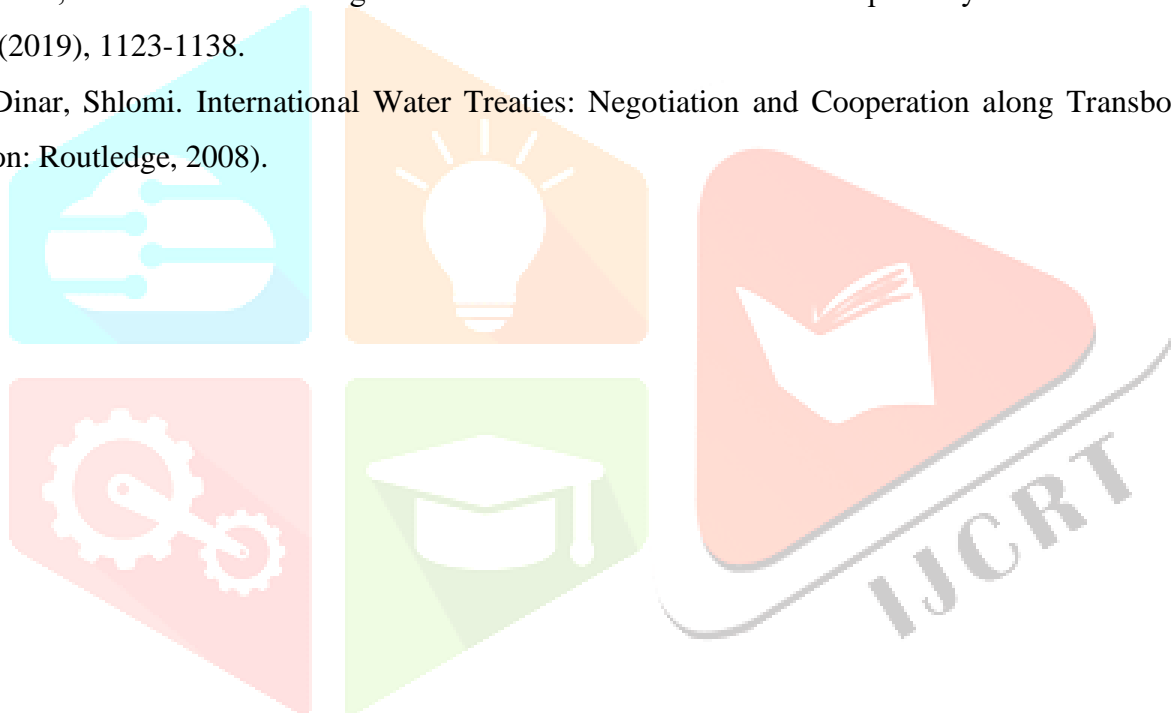 (2019), 1123-1138.
Dinar, Shlomi. International Water Treaties: Negotiation and Cooperation along Transbo
on: Routledge, 2008).
IJCRT